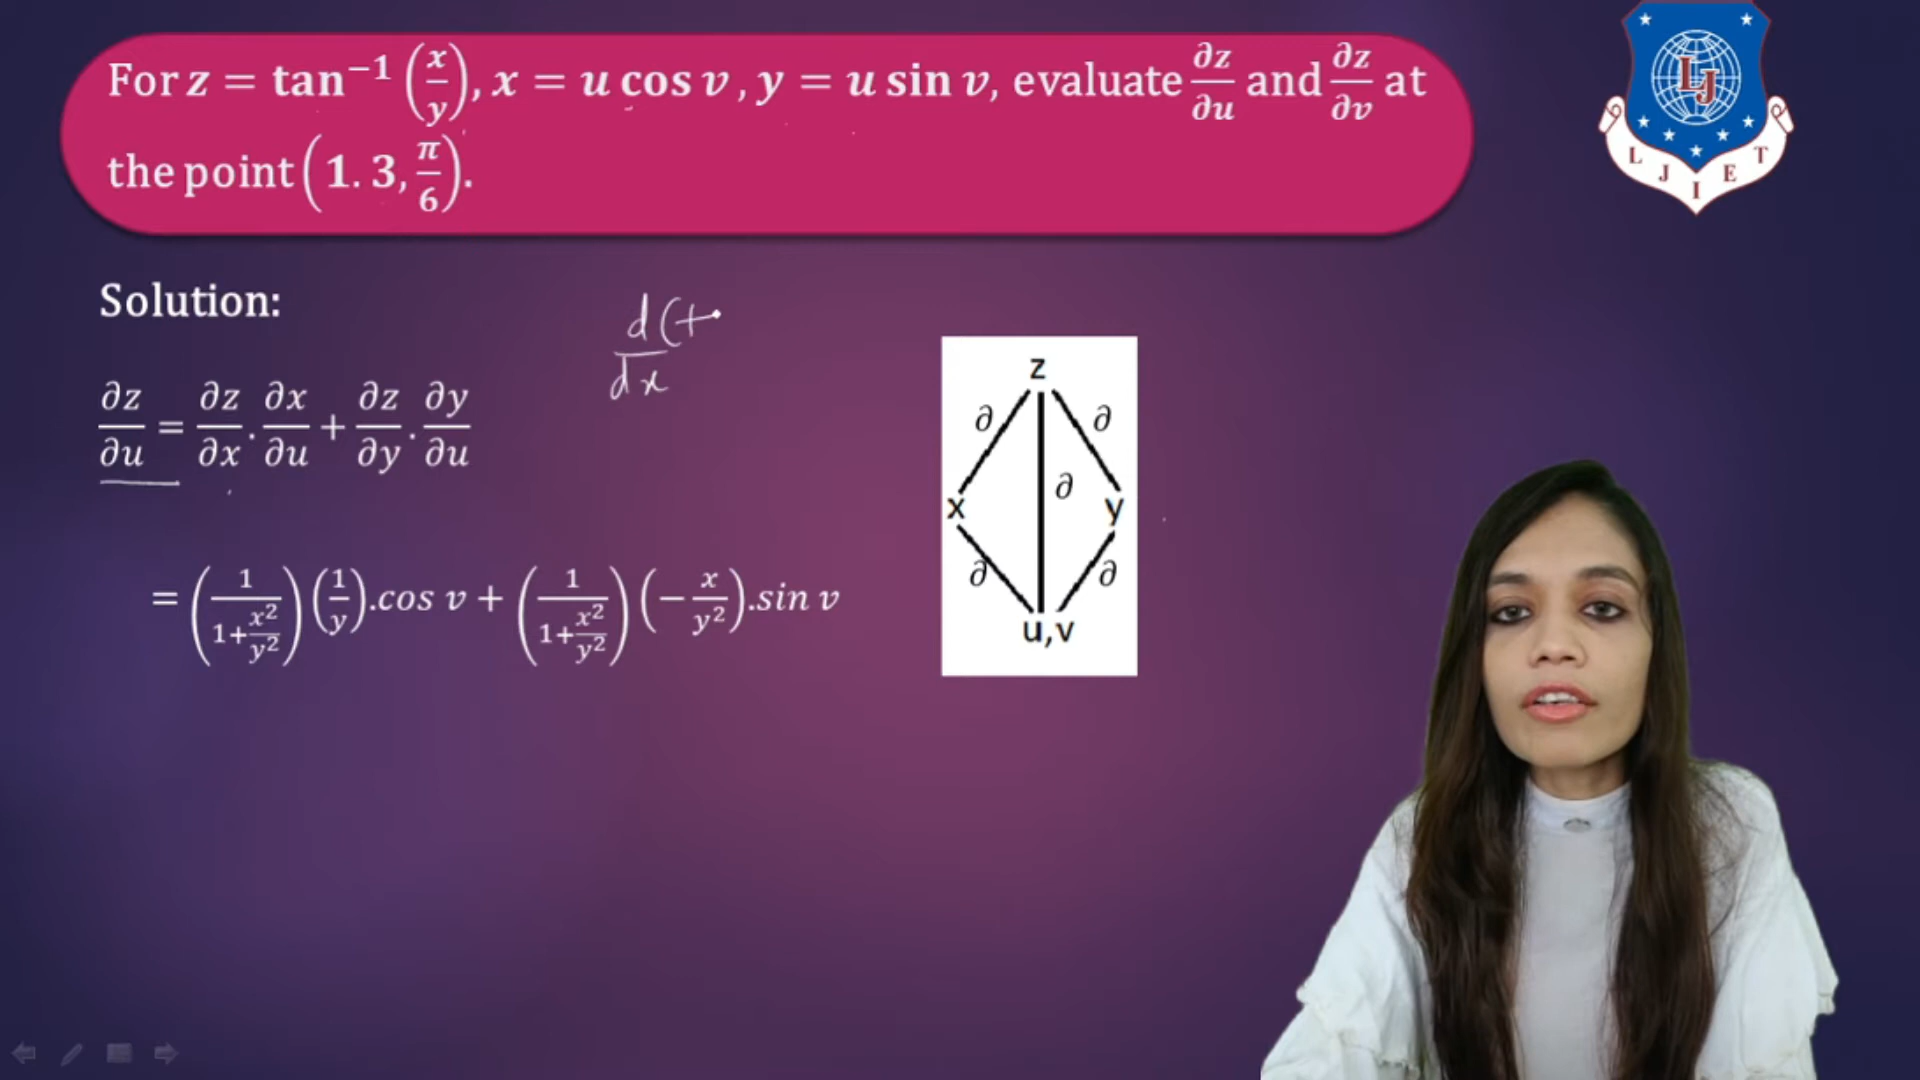 For z = tan⁻¹ (x/y), x = u cos v, y = u sin v, evaluate ∂z/∂u and ∂z/∂v at
the point (1.3, π/6).
LJ
L J I E T
Solution:
d/dx (t
∂z/∂u = ∂z/∂x . ∂x/∂u + ∂z/∂y . ∂y/∂u
= (1/(1+x²/y²)) (1/y).cos v + (1/(1+x²/y²)) (−x/y²).sin v
z
∂ ∂
∂
x y
∂ ∂
u,v